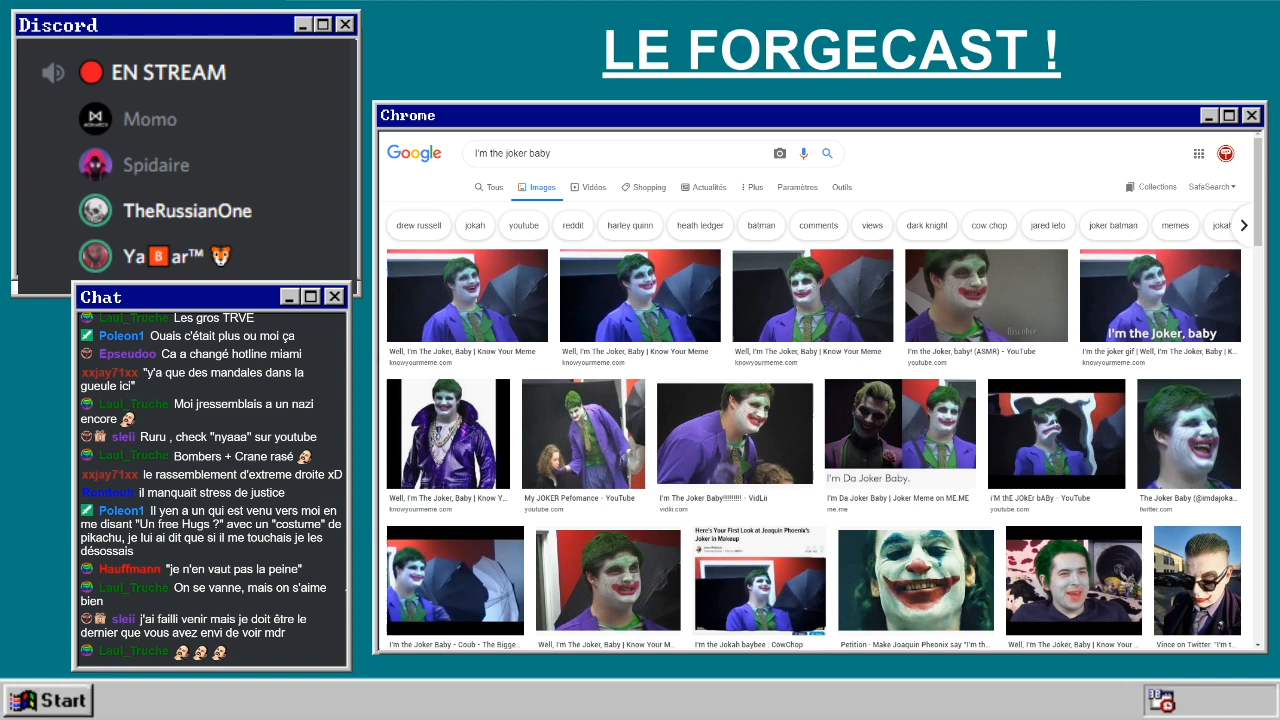 Discord
EN STREAM
Momo
Spidaire
TheRussianOne
Ya🅱ar™ 🐯
LE FORGECAST !
Chat
Laul_Truche Les gros TRVE
Poleon1 Ouais c'était plus ou moi ça
Epseudoo Ca a changé hotline miami
xxjay71xx "y'a que des mandales dans la
gueule ici"
Laul_Truche Moi jressemblais a un nazi
encore
sleii Ruru , check "nyaaa" sur youtube
Laul_Truche Bombers + Crane rasé
xxjay71xx le rassemblement d'extreme droite xD
Romtouh il manquait stress de justice
Poleon1 Il yen a un qui est venu vers moi en
me disant "Un free Hugs ?" avec un "costume" de
pikachu, je lui ai dit que si il me touchais je les
désossais
Hauffmann "je n'en vaut pas la peine"
Laul_Truche On se vanne, mais on s'aime
bien
sleii j'ai failli venir mais je doit être le
dernier que vous avez envi de voir mdr
Laul_Truche
Chrome
Google
I'm the joker baby
Tous Images Vidéos Shopping Actualités Plus Paramètres Outils Collections SafeSearch
drew russell jokah youtube reddit harley quinn heath ledger batman comments views dark knight cow chop jared leto joker batman memes jokah
Discobee
I'm the Joker, baby
Well, I'm The Joker, Baby | Know Your Meme
knowyourmeme.com
Well, I'm The Joker, Baby | Know Your Meme
knowyourmeme.com
Well, I'm The Joker, Baby | Know Your Meme
knowyourmeme.com
I'm the Joker, baby! (ASMR) - YouTube
youtube.com
I'm the joker gif | Well, I'm The Joker, Baby | K...
knowyourmeme.com
I'm Da Joker Baby.
Well, I'm The Joker, Baby | Know Y...
knowyourmeme.com
My JOKER Pefomance - YouTube
youtube.com
I'm The Joker Baby!!!!!!!!! - VidLii
vidlii.com
I'm Da Joker Baby | Joker Meme on ME.ME
me.me
i'M thE JOkEr bABy - YouTube
youtube.com
The Joker Baby (@imdajoka...
twitter.com
Here's Your First Look at Joaquin Phoenix's
Joker in Makeup
I'm the Joker Baby - Coub - The Bigge...
Well, I'm The Joker, Baby | Know Your M...
I'm the Jokah baybee : CowChop
Petition · Make Joaquin Pheonix say "I'm th...
Well, I'm The Joker, Baby | Know Your ...
Vince on Twitter: "I'm t...
Start